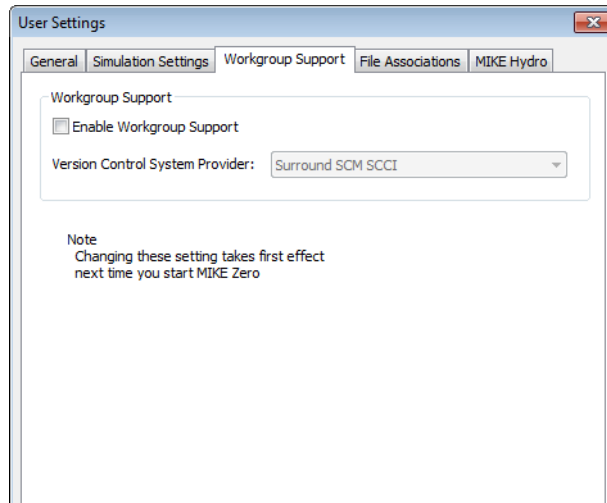 User Settings
General Simulation Settings Workgroup Support File Associations MIKE Hydro
Workgroup Support
Enable Workgroup Support
Version Control System Provider: Surround SCM SCCI
Note
Changing these setting takes first effect
next time you start MIKE Zero